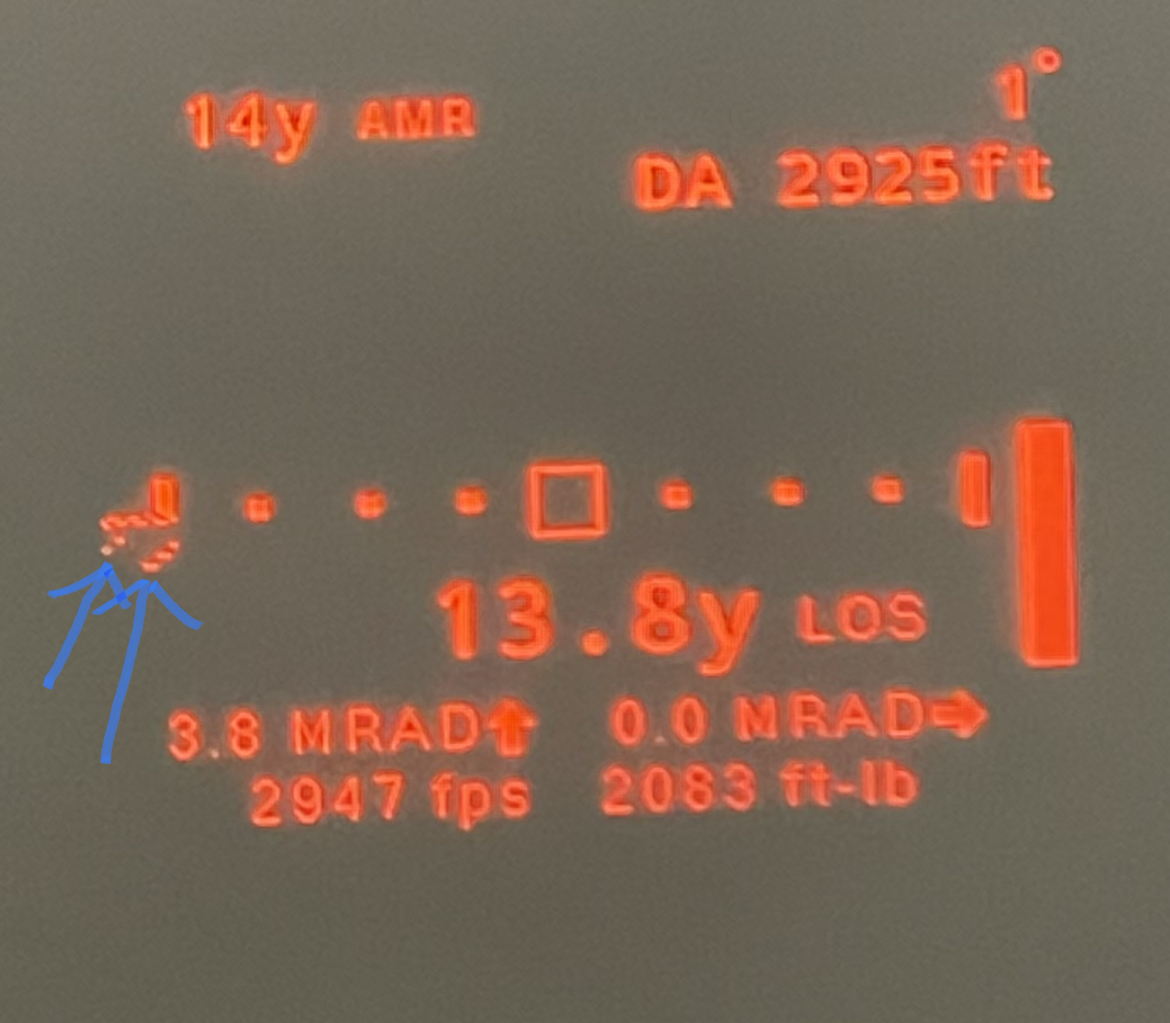 1°
14y AMR
DA 2925ft
13.8y LOS
3.8 MRAD↑ 0.0 MRAD→
2947 fps 2083 ft-lb